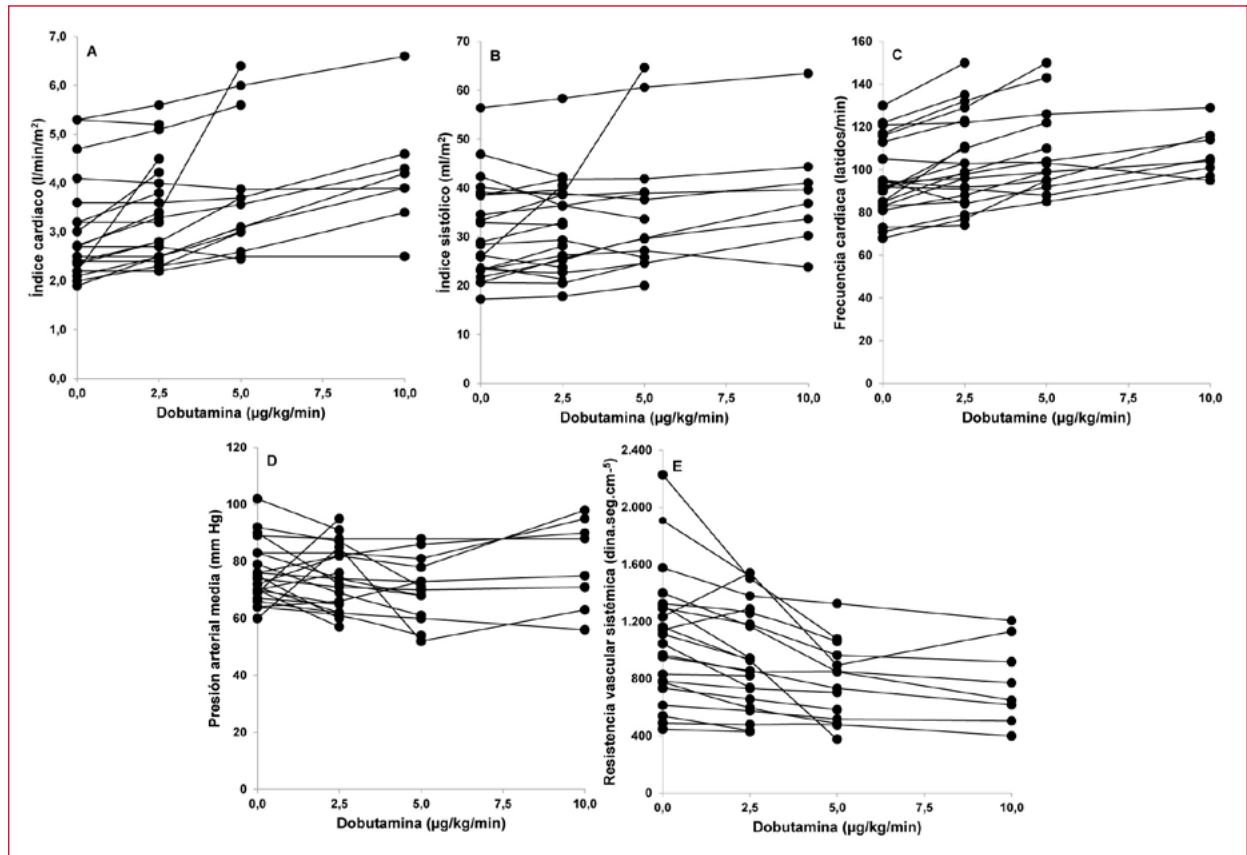 A
7,0
6,0
5,0
4,0
3,0
2,0
1,0
0,0
Índice cardíaco (l/min/m²)
0,0 2,5 5,0 7,5 10,0
Dobutamina (µg/kg/min)
B
70
60
50
40
30
20
10
0
Índice sistólico (ml/m²)
0,0 2,5 5,0 7,5 10,0
Dobutamina (µg/kg/min)
C
160
140
120
100
80
60
40
20
0
Frecuencia cardíaca (latidos/min)
0,0 2,5 5,0 7,5 10,0
Dobutamine (µg/kg/min)
D
120
100
80
60
40
20
0
Presión arterial media (mm Hg)
0,0 2,5 5,0 7,5 10,0
Dobutamina (µg/kg/min)
E
2.400
2.000
1.600
1.200
800
400
Resistencia vascular sistémica (dina.seg.cm-⁵)
0,0 2,5 5,0 7,5 10,0
Dobutamina (µg/kg/min)